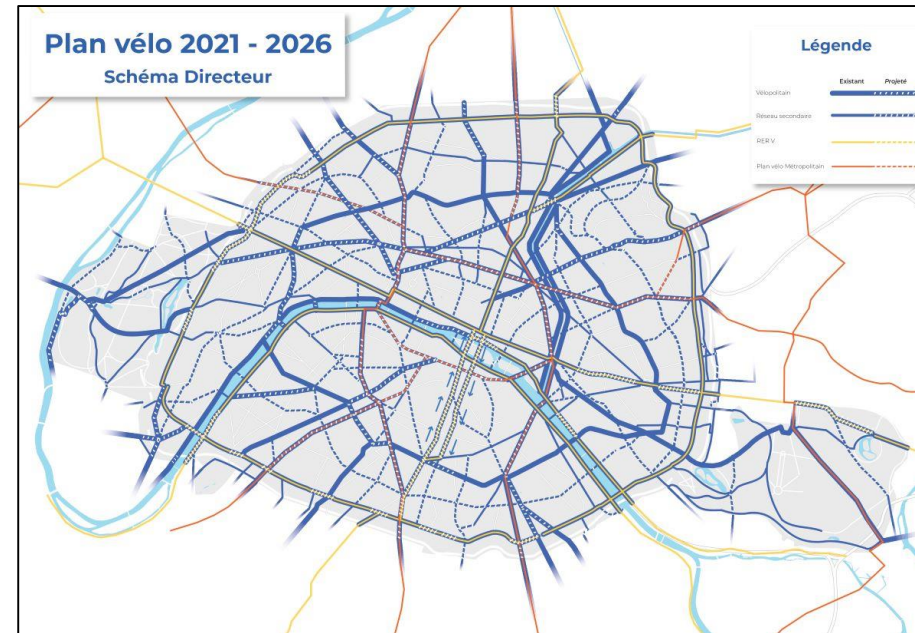 Plan vélo 2021 - 2026
Schéma Directeur
Légende
Existant Projeté
Vélopolitain
Réseau secondaire
RER V
Plan vélo Métropolitain